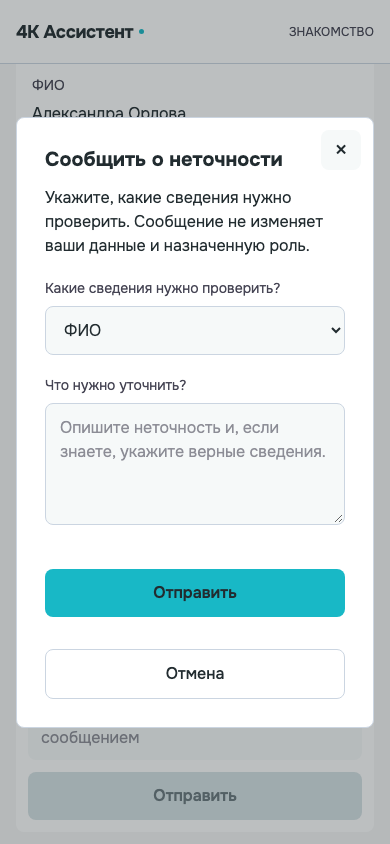 4К Ассистент
ЗНАКОМСТВО
ФИО
Александра Орлова
Сообщить о неточности
×
Укажите, какие сведения нужно
проверить. Сообщение не изменяет
ваши данные и назначенную роль.
Какие сведения нужно проверить?
ФИО
Что нужно уточнить?
Опишите неточность и, если
знаете, укажите верные сведения.
Отправить
Отмена
сообщением
Отправить